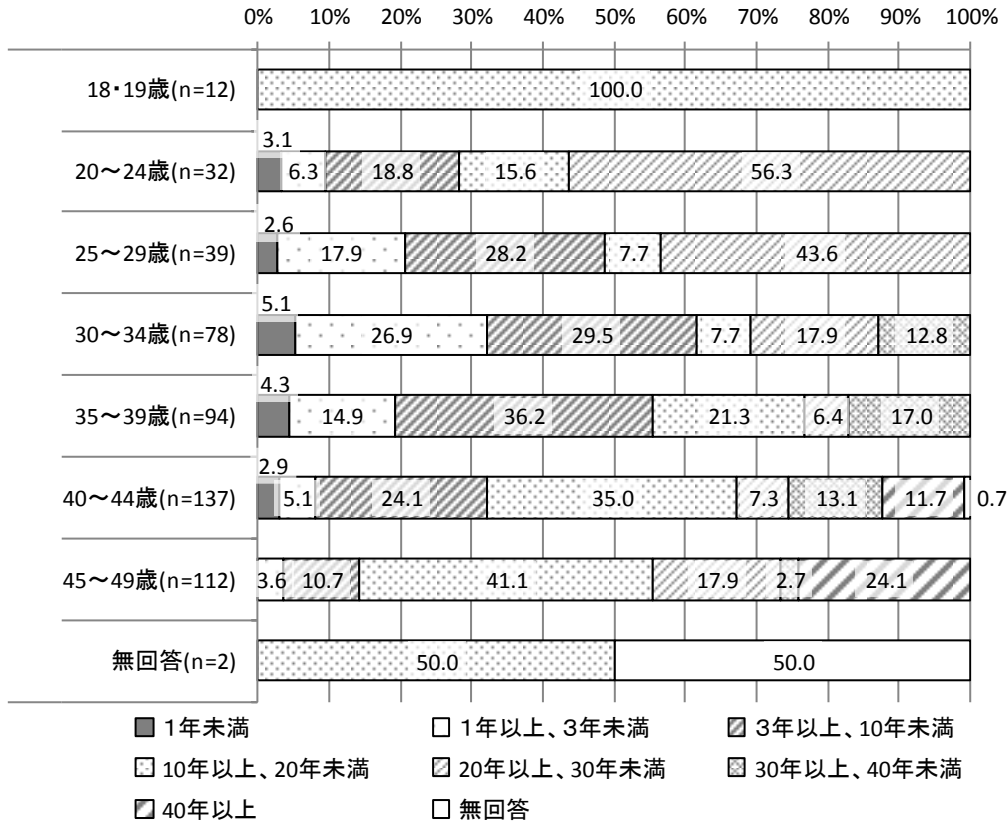 0% 10% 20% 30% 40% 50% 60% 70% 80% 90% 100%
18・19歳(n=12) 100.0
3.1
20～24歳(n=32) 6.3 18.8 15.6 56.3
2.6
25～29歳(n=39) 17.9 28.2 7.7 43.6
5.1
30～34歳(n=78) 26.9 29.5 7.7 17.9 12.8
4.3
35～39歳(n=94) 14.9 36.2 21.3 6.4 17.0
2.9
40～44歳(n=137) 5.1 24.1 35.0 7.3 13.1 11.7 0.7
45～49歳(n=112) 3.6 10.7 41.1 17.9 2.7 24.1
無回答(n=2) 50.0 50.0
１年未満 １年以上、３年未満 ３年以上、10年未満
10年以上、20年未満 20年以上、30年未満 30年以上、40年未満
40年以上 無回答